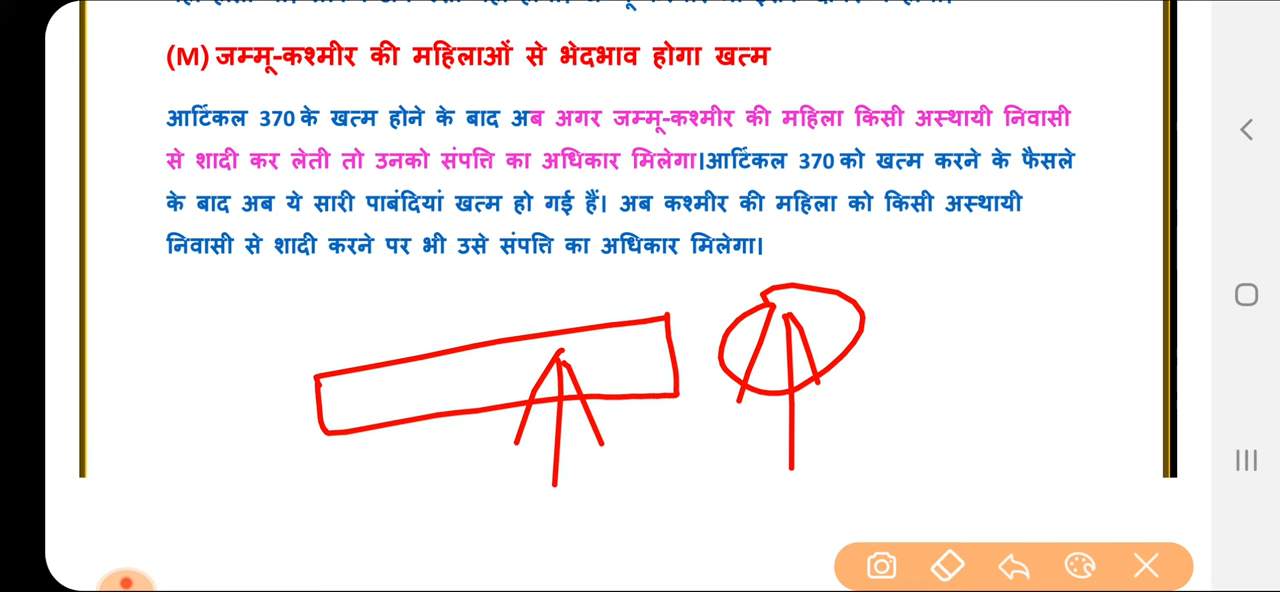 (M) जम्मू-कश्मीर की महिलाओं से भेदभाव होगा खत्म
आर्टिकल 370 के खत्म होने के बाद अब अगर जम्मू-कश्मीर की महिला किसी अस्थायी निवासी
से शादी कर लेती तो उनको संपत्ति का अधिकार मिलेगा।आर्टिकल 370 को खत्म करने के फैसले
के बाद अब ये सारी पाबंदियां खत्म हो गई हैं। अब कश्मीर की महिला को किसी अस्थायी
निवासी से शादी करने पर भी उसे संपत्ति का अधिकार मिलेगा।